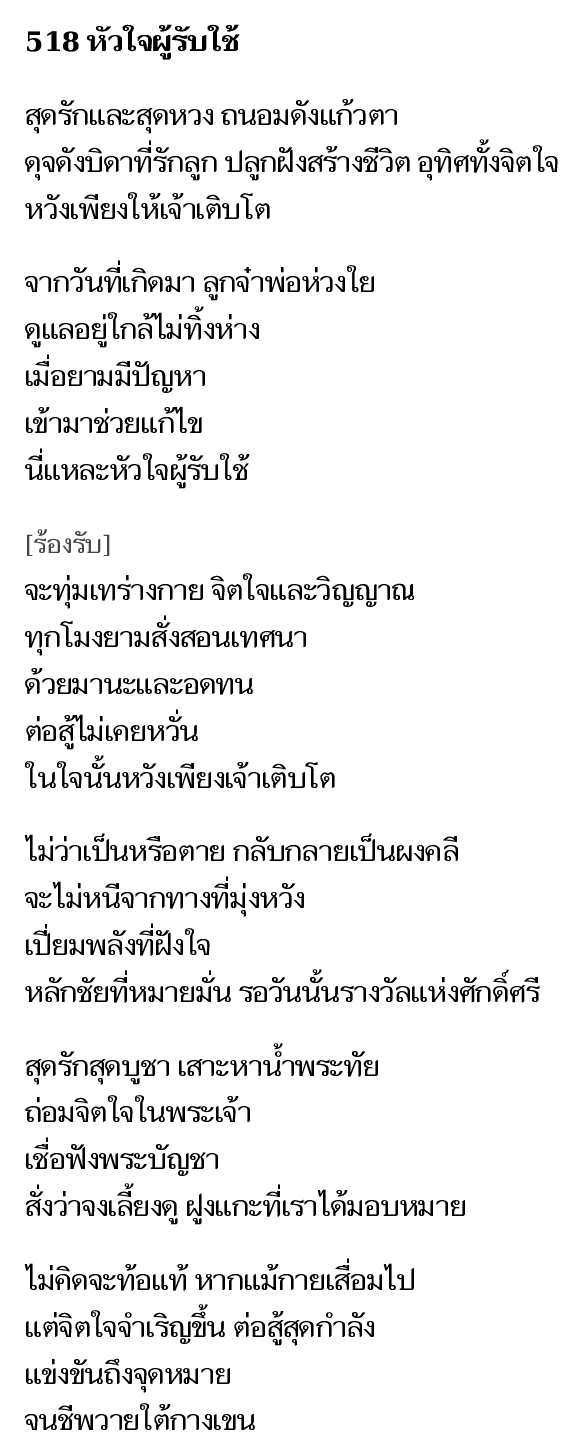 518 หัวใจผู้รับใช้
สุดรักและสุดหวง ถนอมดังแก้วตา
ดุจดังบิดาที่รักลูก ปลูกฝังสร้างชีวิต อุทิศทั้งจิตใจ
หวังเพียงให้เจ้าเติบโต
จากวันที่เกิดมา ลูกจ๋าพ่อห่วงใย
ดูแลอยู่ใกล้ไม่ทิ้งห่าง
เมื่อยามมีปัญหา
เข้ามาช่วยแก้ไข
นี่แหละหัวใจผู้รับใช้
[ร้องรับ]
จะทุ่มเทร่างกาย จิตใจและวิญญาณ
ทุกโมงยามสั่งสอนเทศนา
ด้วยมานะและอดทน
ต่อสู้ไม่เคยหวั่น
ในใจนั้นหวังเพียงเจ้าเติบโต
ไม่ว่าเป็นหรือตาย กลับกลายเป็นผงคลี
จะไม่หนีจากทางที่มุ่งหวัง
เปี่ยมพลังที่ฝังใจ
หลักชัยที่หมายมั่น รอวันนั้นรางวัลแห่งศักดิ์ศรี
สุดรักสุดบูชา เสาะหาน้ำพระทัย
ถ่อมจิตใจในพระเจ้า
เชื่อฟังพระบัญชา
สั่งว่าจงเลี้ยงดู ฝูงแกะที่เราได้มอบหมาย
ไม่คิดจะท้อแท้ หากแม้กายเสื่อมไป
แต่จิตใจจำเริญขึ้น ต่อสู้สุดกำลัง
แข่งขันถึงจุดหมาย
จนชีพวายใต้กางเขน